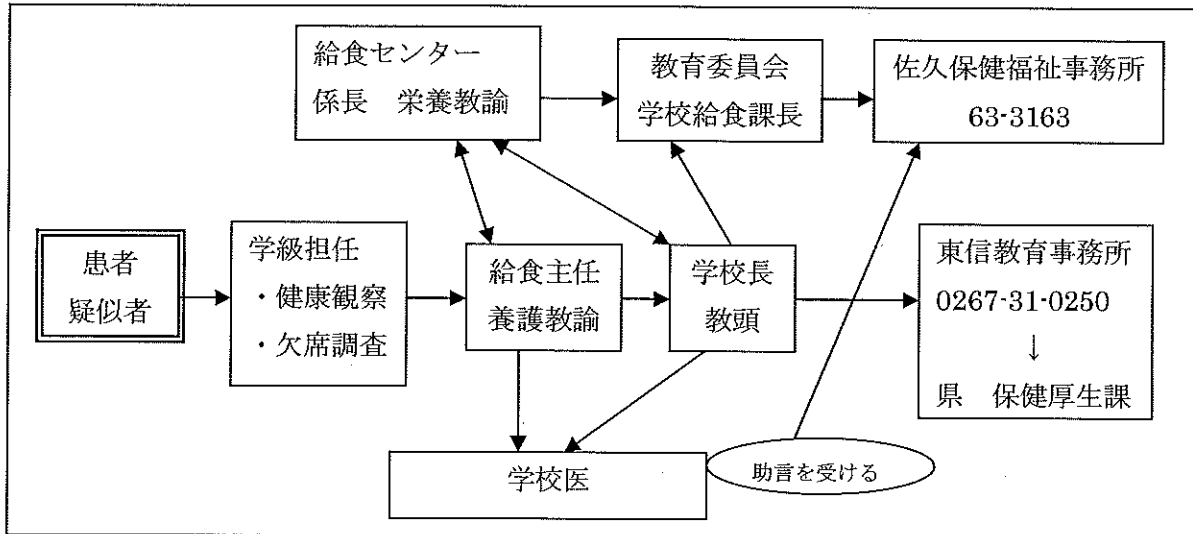 給食センター
係長　栄養教諭
教育委員会
学校給食課長
佐久保健福祉事務所
63-3163
患者
疑似者
学級担任
・健康観察
・欠席調査
給食主任
養護教諭
学校長
教頭
東信教育事務所
0267-31-0250
↓
県　保健厚生課
学校医
助言を受ける